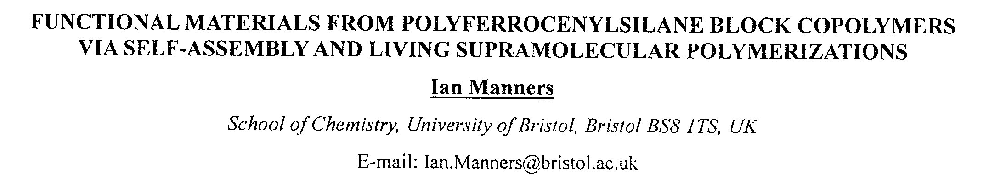 FUNCTIONAL MATERIALS FROM POLYFERROCENYLSILANE BLOCK COPOLYMERS
VIA SELF-ASSEMBLY AND LIVING SUPRAMOLECULAR POLYMERIZATIONS
Ian Manners
School of Chemistry, University of Bristol, Bristol BS8 1TS, UK
E-mail: Ian.Manners@bristol.ac.uk